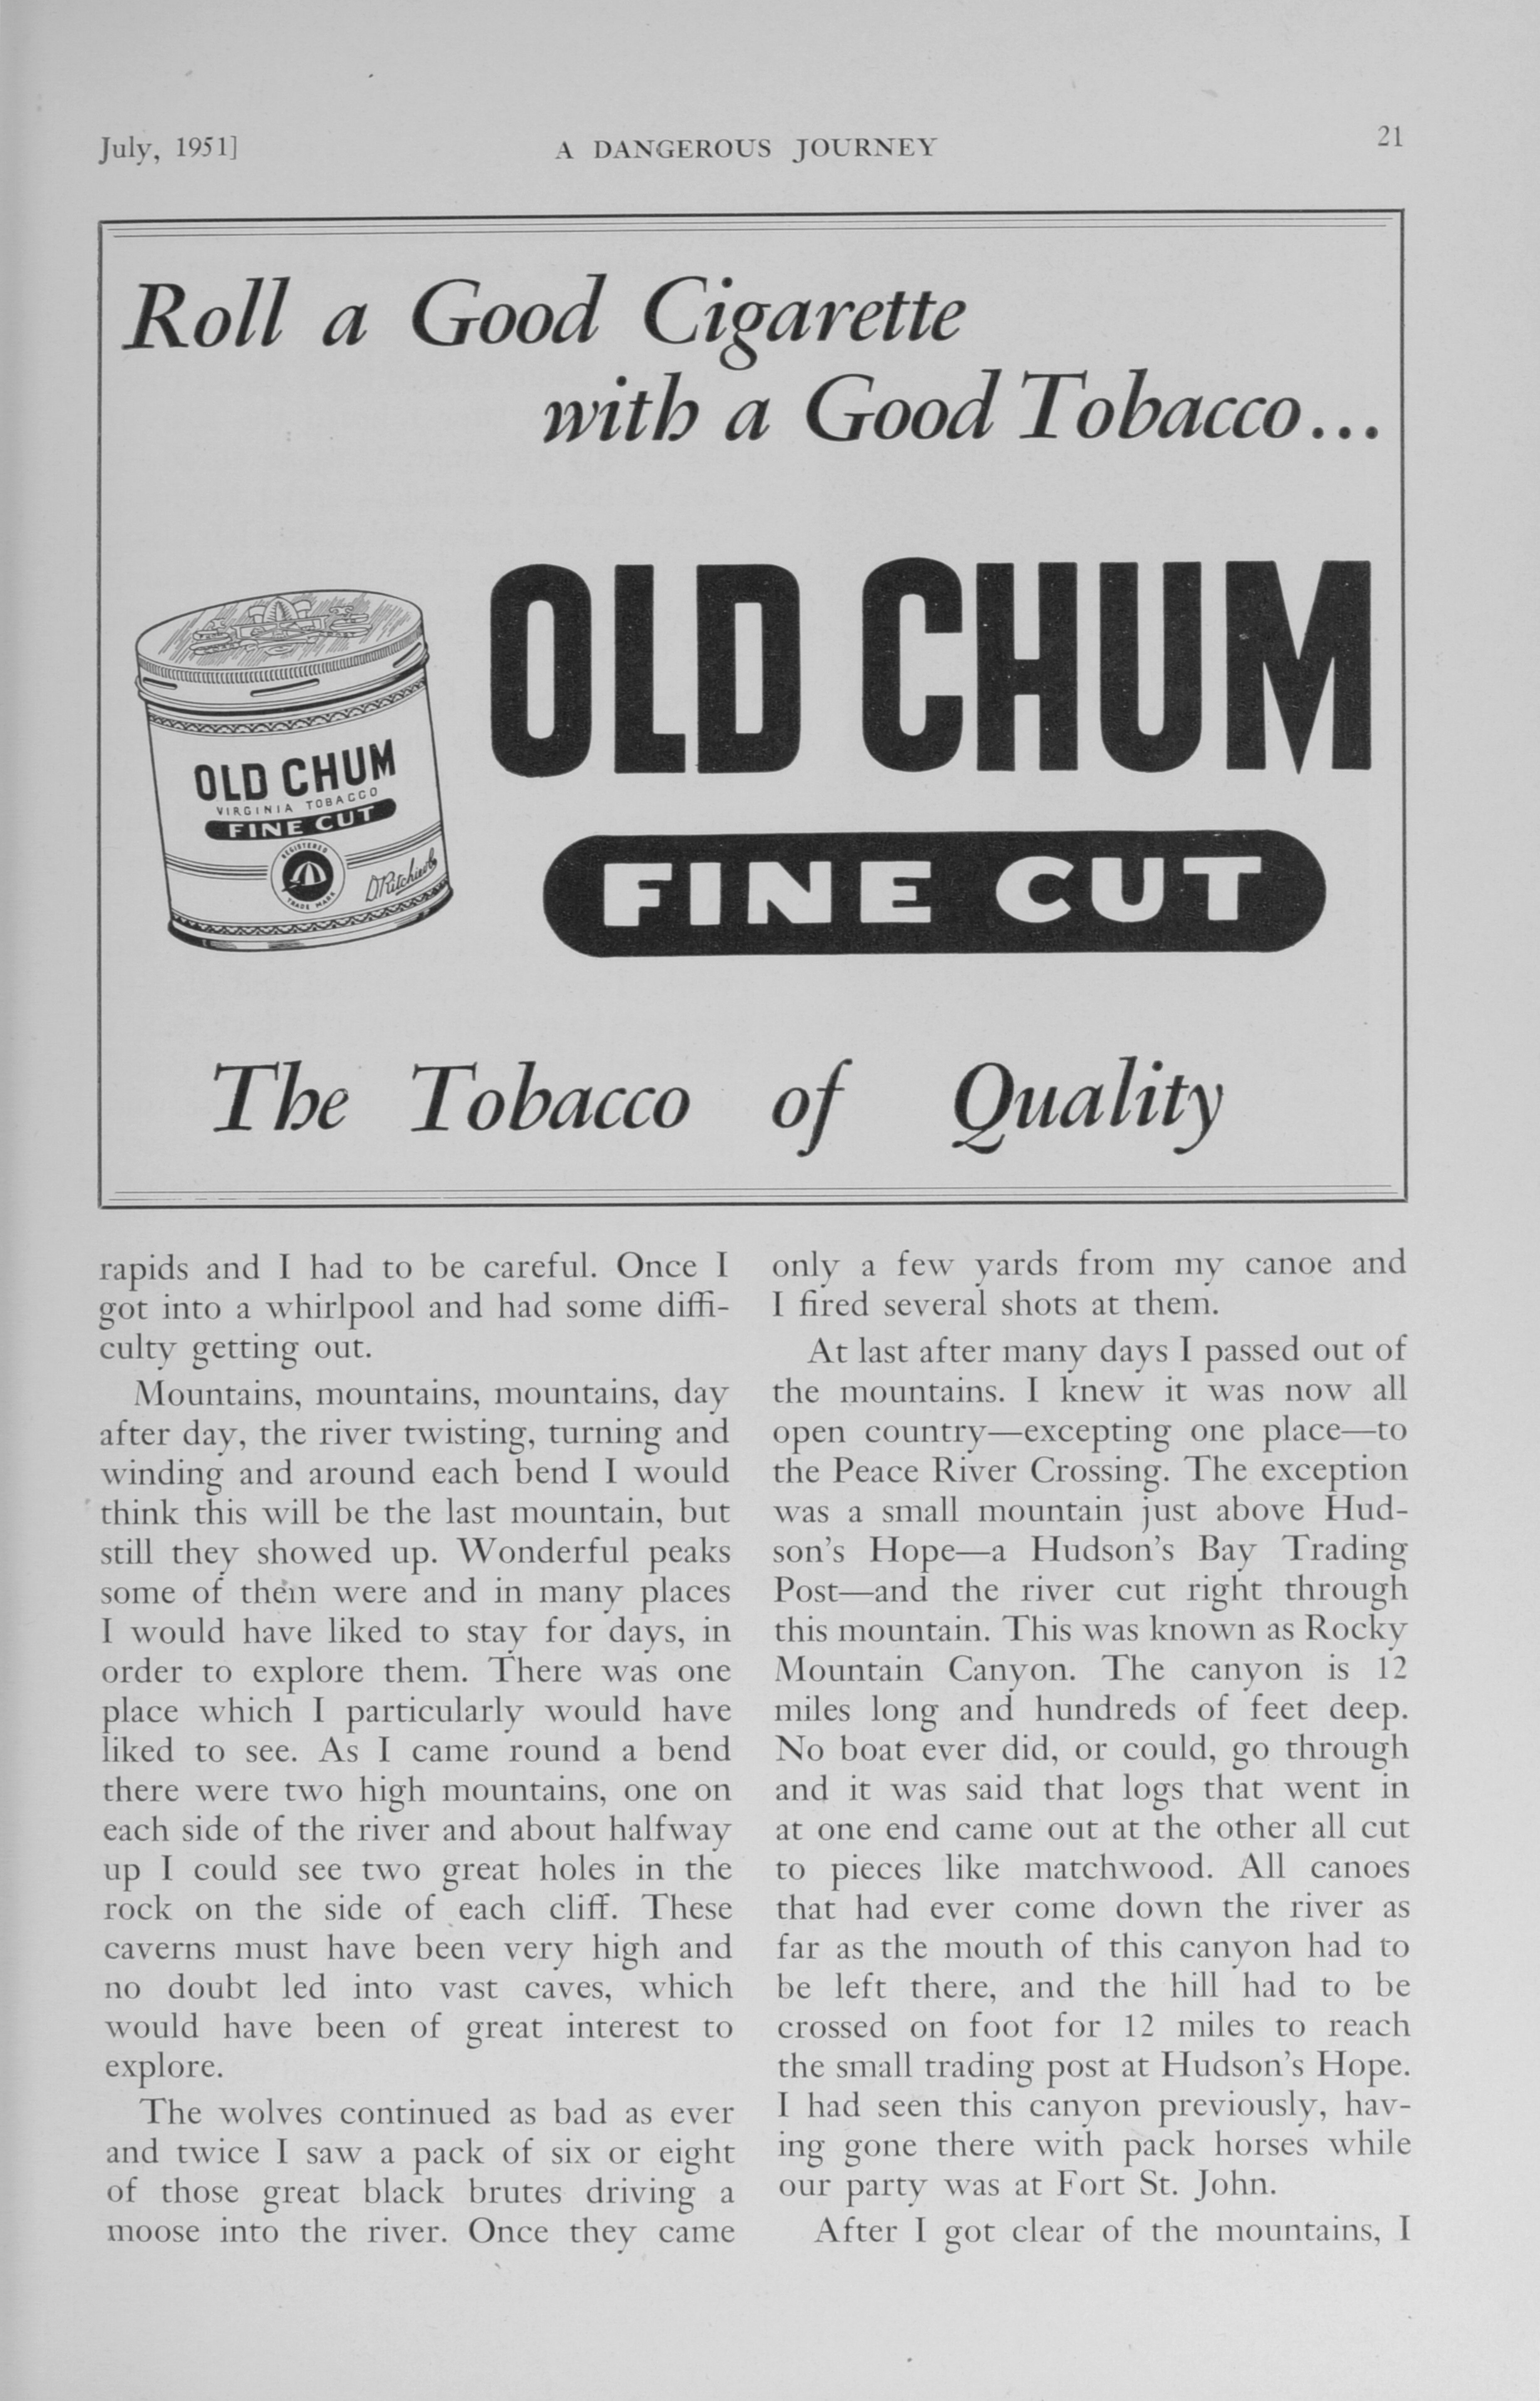 July, 1951]
A DANGEROUS JOURNEY
21
Roll a Good Cigarette
with a Good Tobacco...
OLD CHUM
FINE CUT
OLD CHUM
VIRGINIA TOBACCO
FINE CUT
REGISTERED
TRADE MARK
D Ritchie & Co
The Tobacco of Quality
rapids and I had to be careful. Once I
got into a whirlpool and had some diffi-
culty getting out.
Mountains, mountains, mountains, day
after day, the river twisting, turning and
winding and around each bend I would
think this will be the last mountain, but
still they showed up. Wonderful peaks
some of them were and in many places
I would have liked to stay for days, in
order to explore them. There was one
place which I particularly would have
liked to see. As I came round a bend
there were two high mountains, one on
each side of the river and about halfway
up I could see two great holes in the
rock on the side of each cliff. These
caverns must have been very high and
no doubt led into vast caves, which
would have been of great interest to
explore.
The wolves continued as bad as ever
and twice I saw a pack of six or eight
of those great black brutes driving a
moose into the river. Once they came
only a few yards from my canoe and
I fired several shots at them.
At last after many days I passed out of
the mountains. I knew it was now all
open country—excepting one place—to
the Peace River Crossing. The exception
was a small mountain just above Hud-
son's Hope—a Hudson's Bay Trading
Post—and the river cut right through
this mountain. This was known as Rocky
Mountain Canyon. The canyon is 12
miles long and hundreds of feet deep.
No boat ever did, or could, go through
and it was said that logs that went in
at one end came out at the other all cut
to pieces like matchwood. All canoes
that had ever come down the river as
far as the mouth of this canyon had to
be left there, and the hill had to be
crossed on foot for 12 miles to reach
the small trading post at Hudson's Hope.
I had seen this canyon previously, hav-
ing gone there with pack horses while
our party was at Fort St. John.
After I got clear of the mountains, I